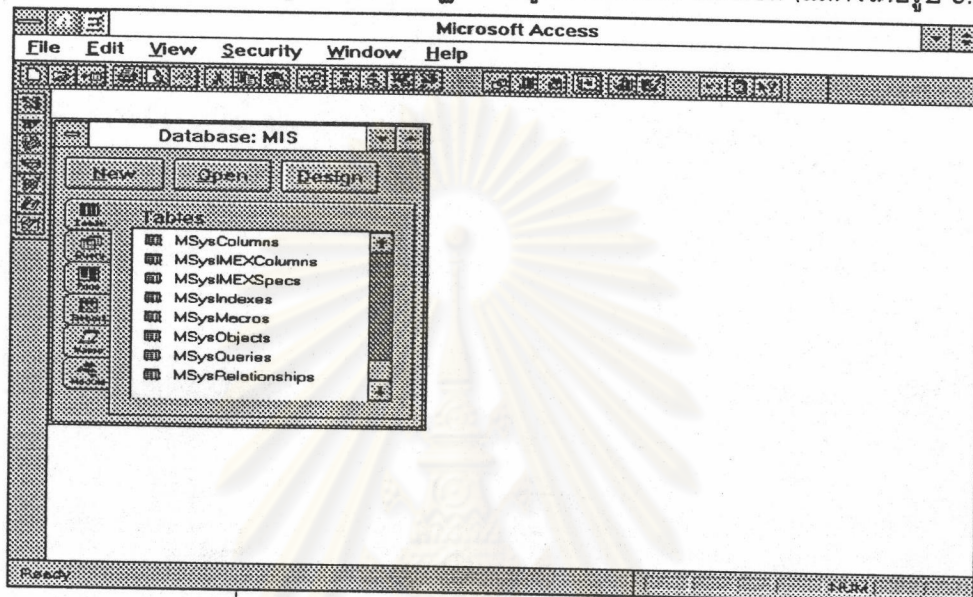 Microsoft Access
File Edit View Security Window Help
Database: MIS
New Open Design
Tables
MSysColumns
MSysIMEXColumns
MSysIMEXSpecs
MSysIndexes
MSysMacros
MSysObjects
MSysQueries
MSysRelationships
Ready
NUM